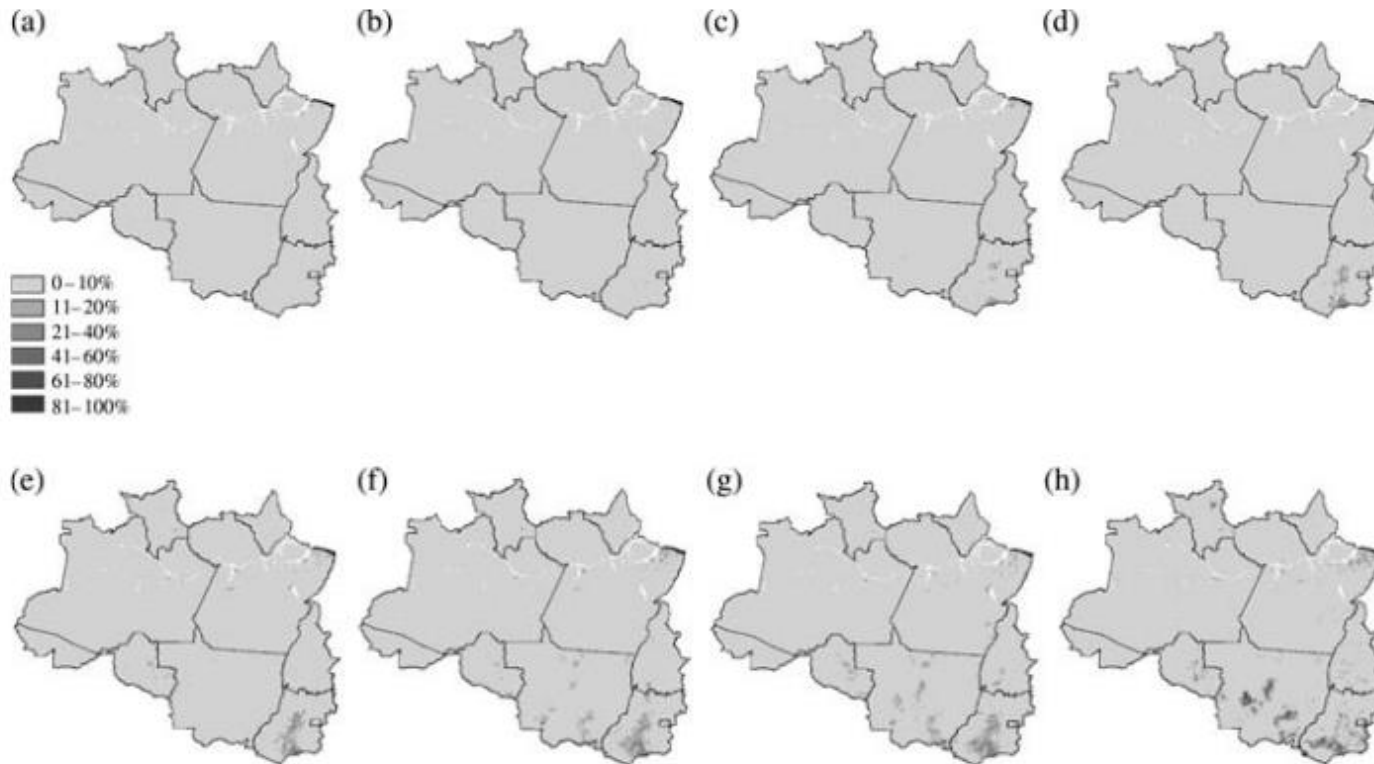 (a)
(b)
(c)
(d)
0–10%
11–20%
21–40%
41–60%
61–80%
81–100%
(e)
(f)
(g)
(h)